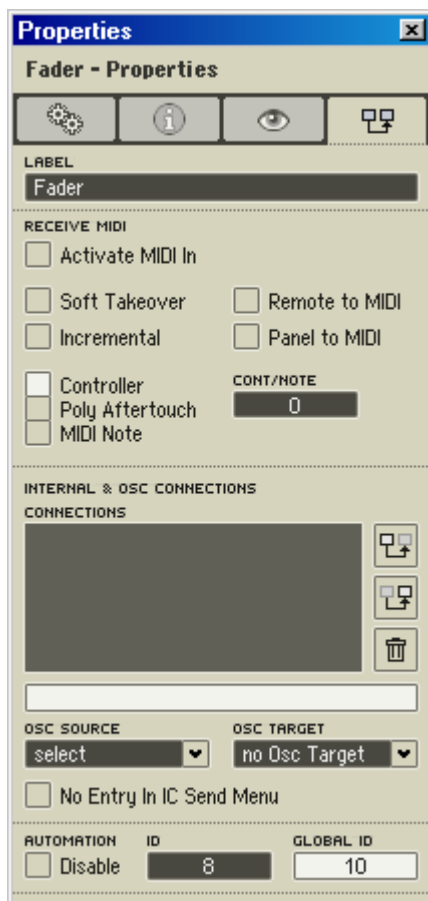 Properties
Fader - Properties
LABEL
Fader
RECEIVE MIDI
Activate MIDI In
Soft Takeover Remote to MIDI
Incremental Panel to MIDI
Controller CONT/NOTE
Poly Aftertouch 0
MIDI Note
INTERNAL & OSC CONNECTIONS
CONNECTIONS
OSC SOURCE OSC TARGET
select no Osc Target
No Entry In IC Send Menu
AUTOMATION ID GLOBAL ID
Disable 8 10